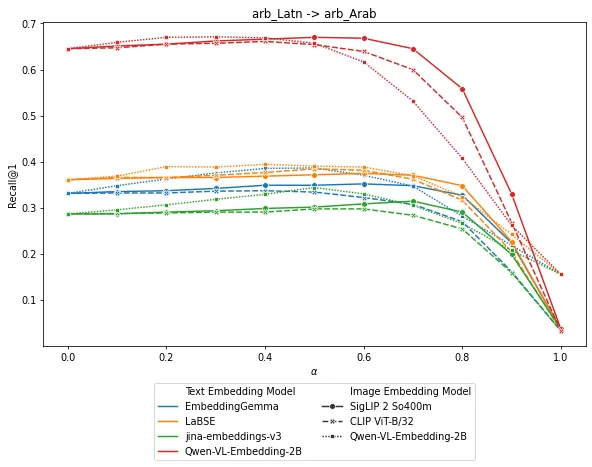 arb_Latn -> arb_Arab
Recall@1
0.7
0.6
0.5
0.4
0.3
0.2
0.1
0.0 0.2 0.4 0.6 0.8 1.0
α
Text Embedding Model
EmbeddingGemma
LaBSE
jina-embeddings-v3
Qwen-VL-Embedding-2B
Image Embedding Model
SigLIP 2 So400m
CLIP ViT-B/32
Qwen-VL-Embedding-2B